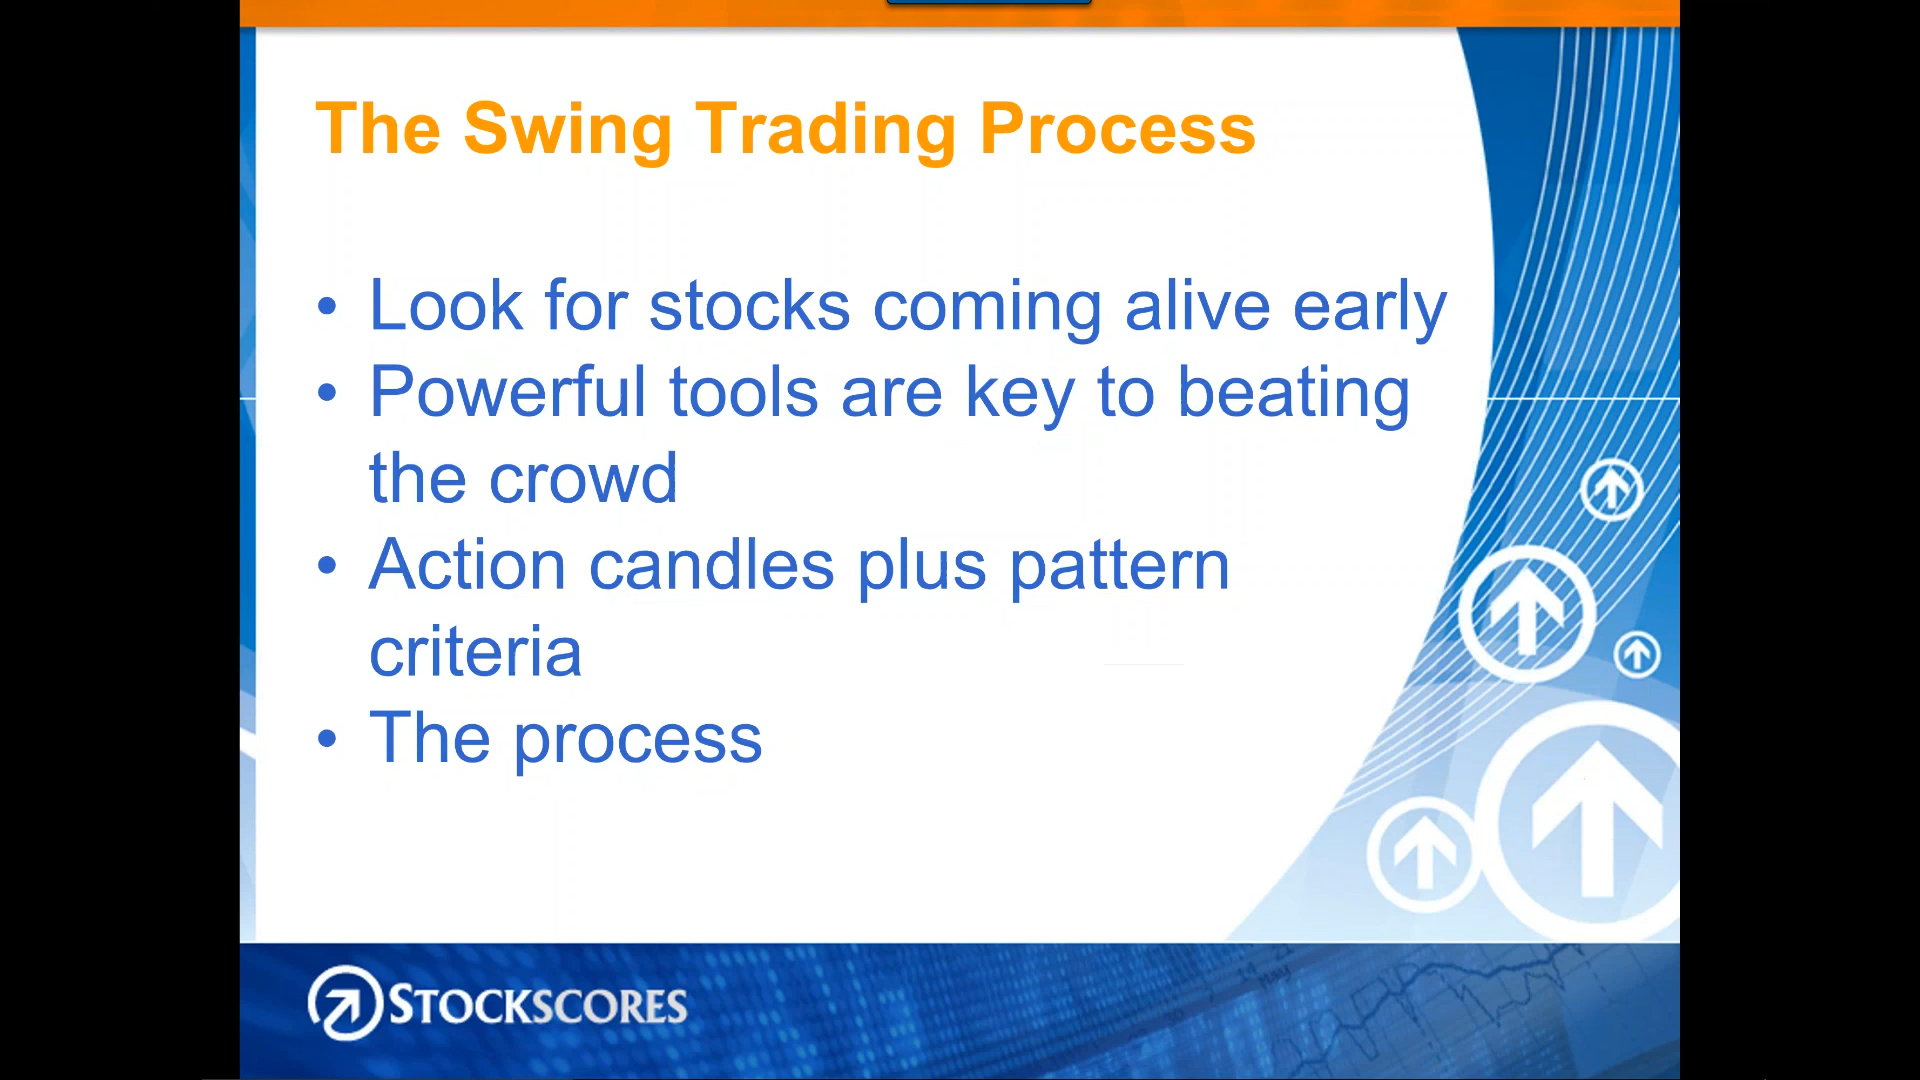 The Swing Trading Process
• Look for stocks coming alive early
• Powerful tools are key to beating
the crowd
• Action candles plus pattern
criteria
• The process
STOCKSCORES